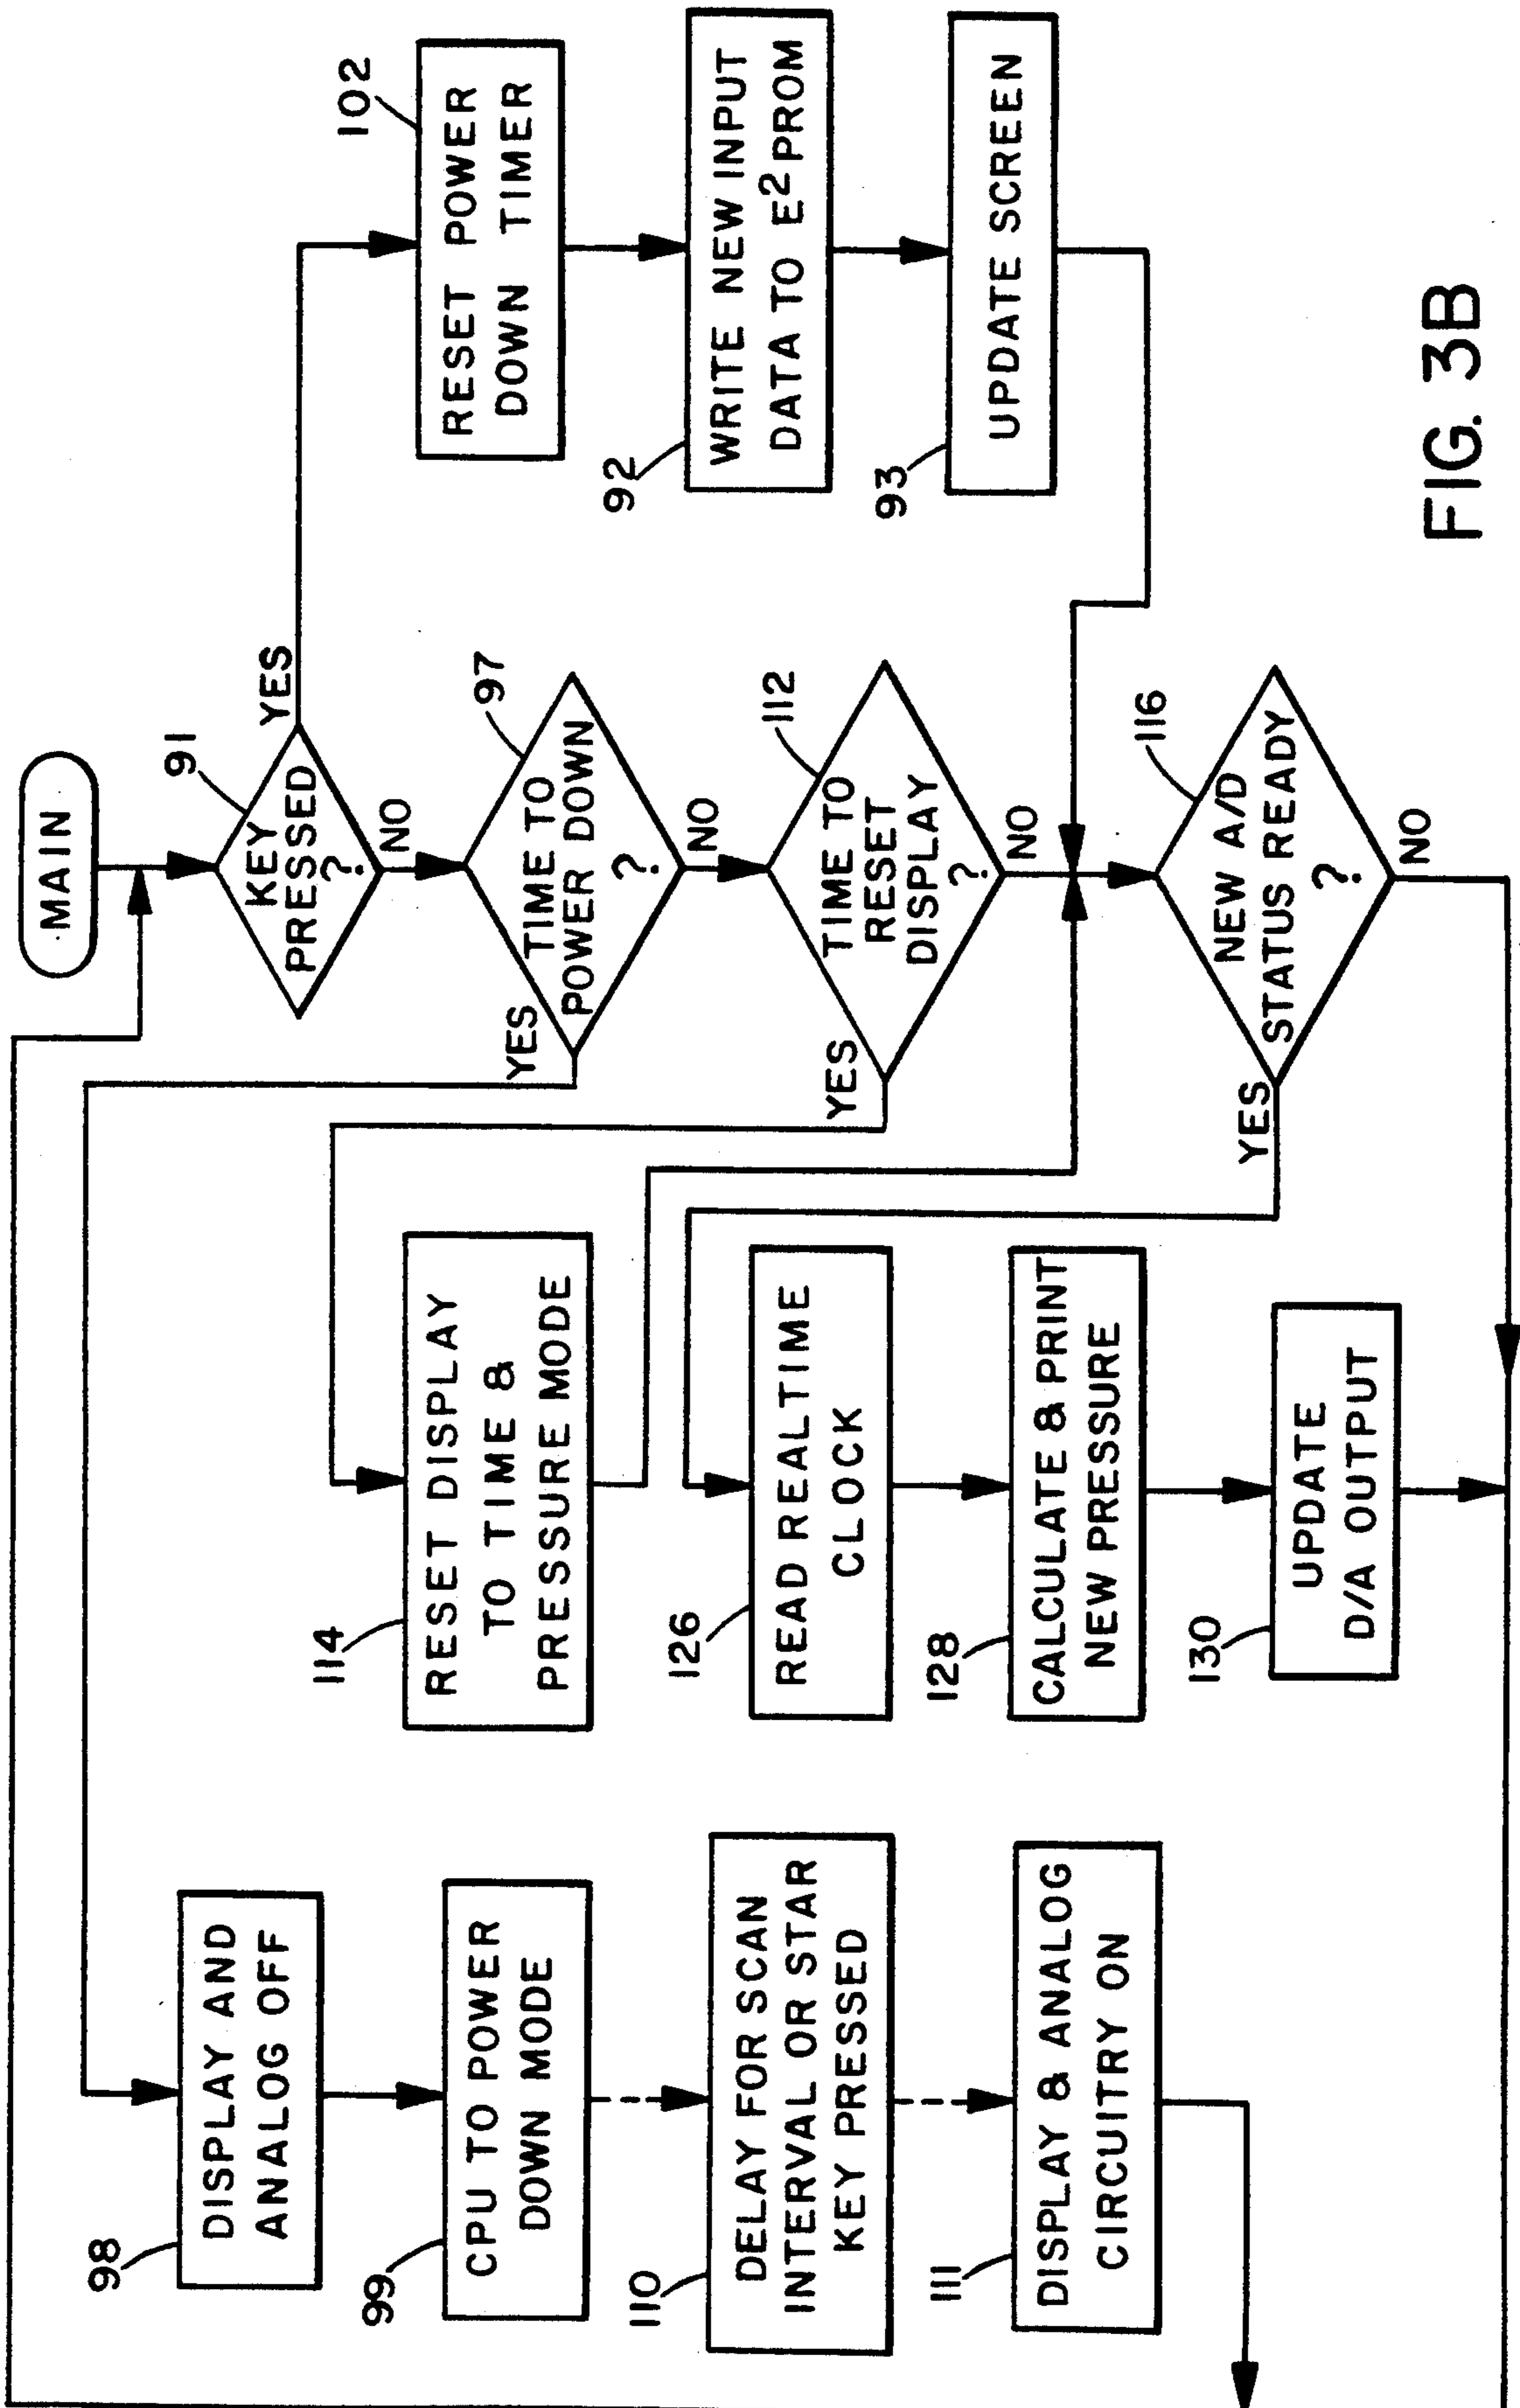 MAIN
91
KEY
PRESSED
?
YES
NO
102
RESET POWER
DOWN TIMER
92
WRITE NEW INPUT
DATA TO E²PROM
93
UPDATE SCREEN
97
TIME TO
POWER DOWN
?
YES
NO
98
DISPLAY AND
ANALOG OFF
99
CPU TO POWER
DOWN MODE
110
DELAY FOR SCAN
INTERVAL OR STAR
KEY PRESSED
111
DISPLAY & ANALOG
CIRCUITRY ON
112
TIME TO
RESET
DISPLAY
?
YES
NO
114
RESET DISPLAY
TO TIME &
PRESSURE MODE
116
NEW A/D
STATUS READY
?
YES
NO
126
READ REALTIME
CLOCK
128
CALCULATE & PRINT
NEW PRESSURE
130
UPDATE
D/A OUTPUT
FIG. 3B